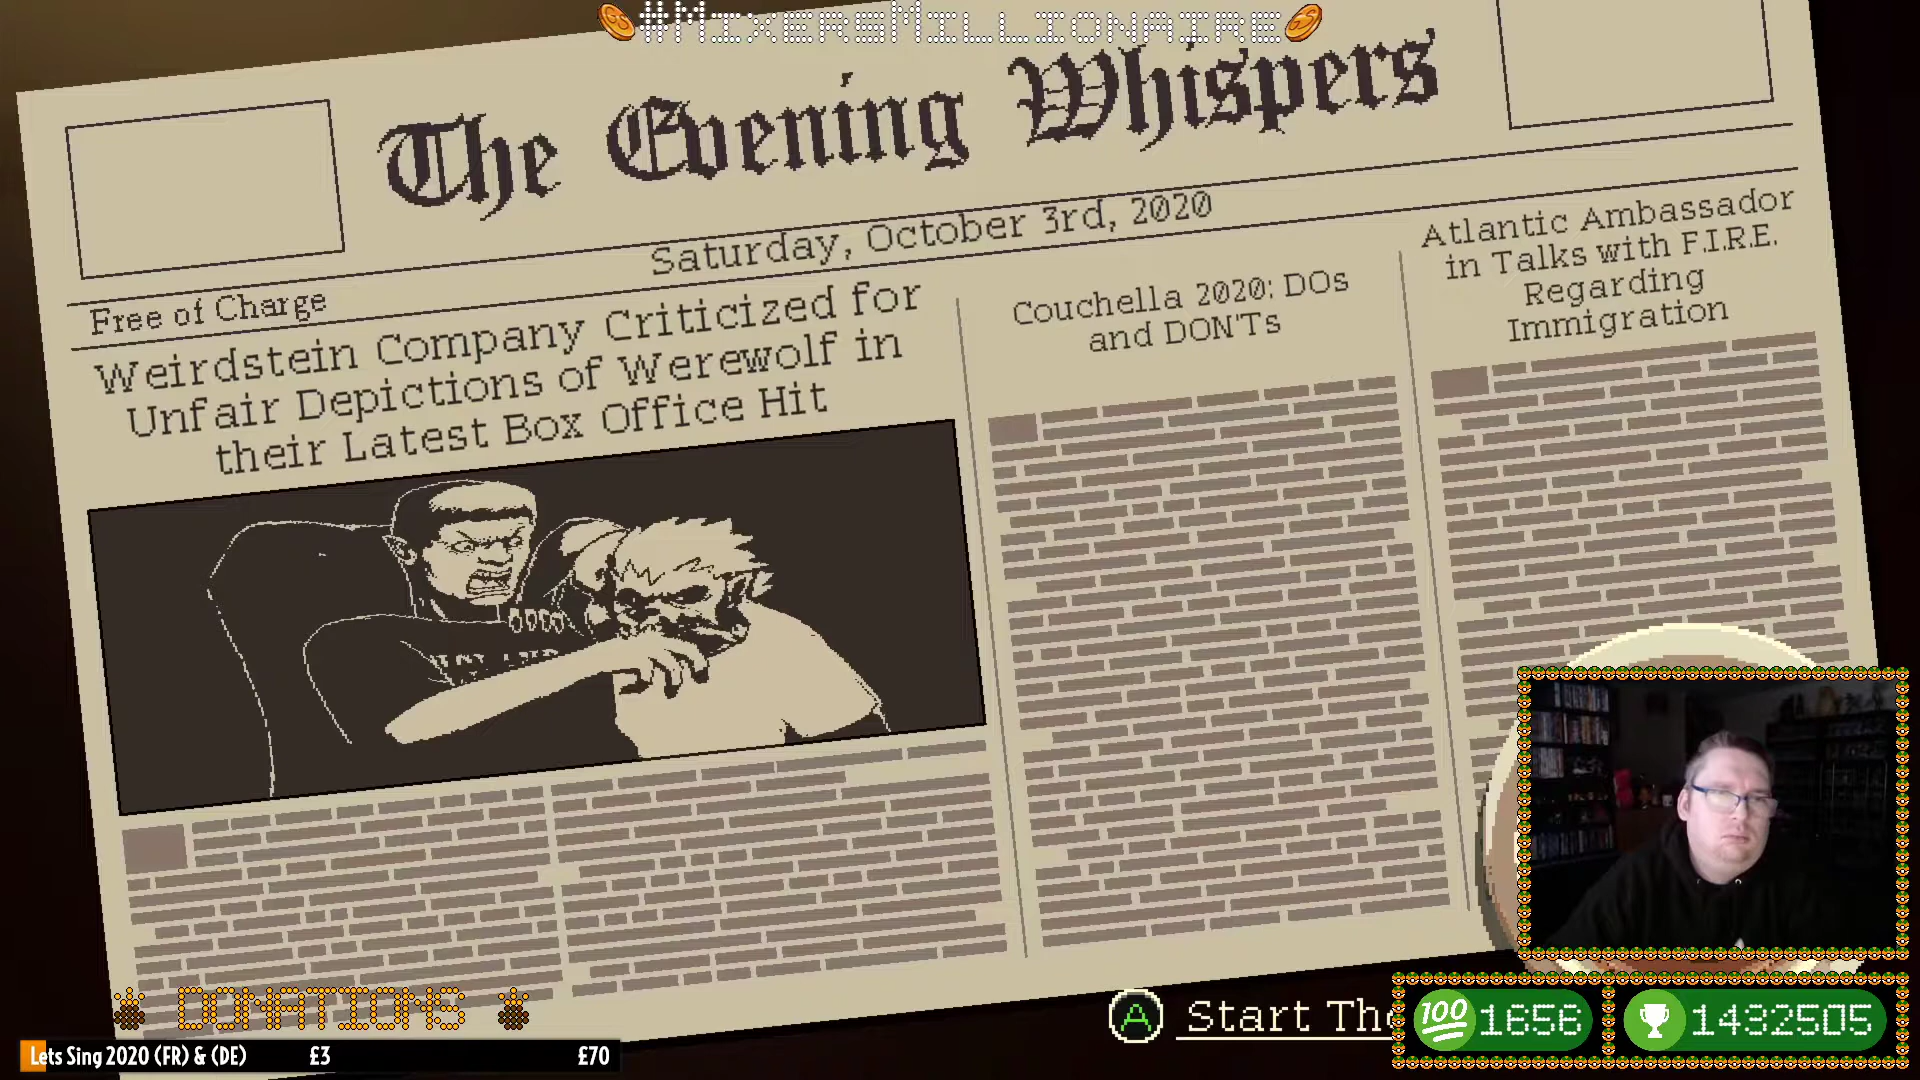 #MIXERSMILLIONAIRE
The Evening Whispers
Saturday, October 3rd, 2020
Free of Charge
Weirdstein Company Criticized for
Unfair Depictions of Werewolf in
their Latest Box Office Hit
Couchella 2020: DOs
and DON'Ts
Atlantic Ambassador
in Talks with F.I.R.E.
Regarding
Immigration
DONATIONS
Lets Sing 2020 (FR) & (DE) £3 £70
A Start The
100 1656
1432505